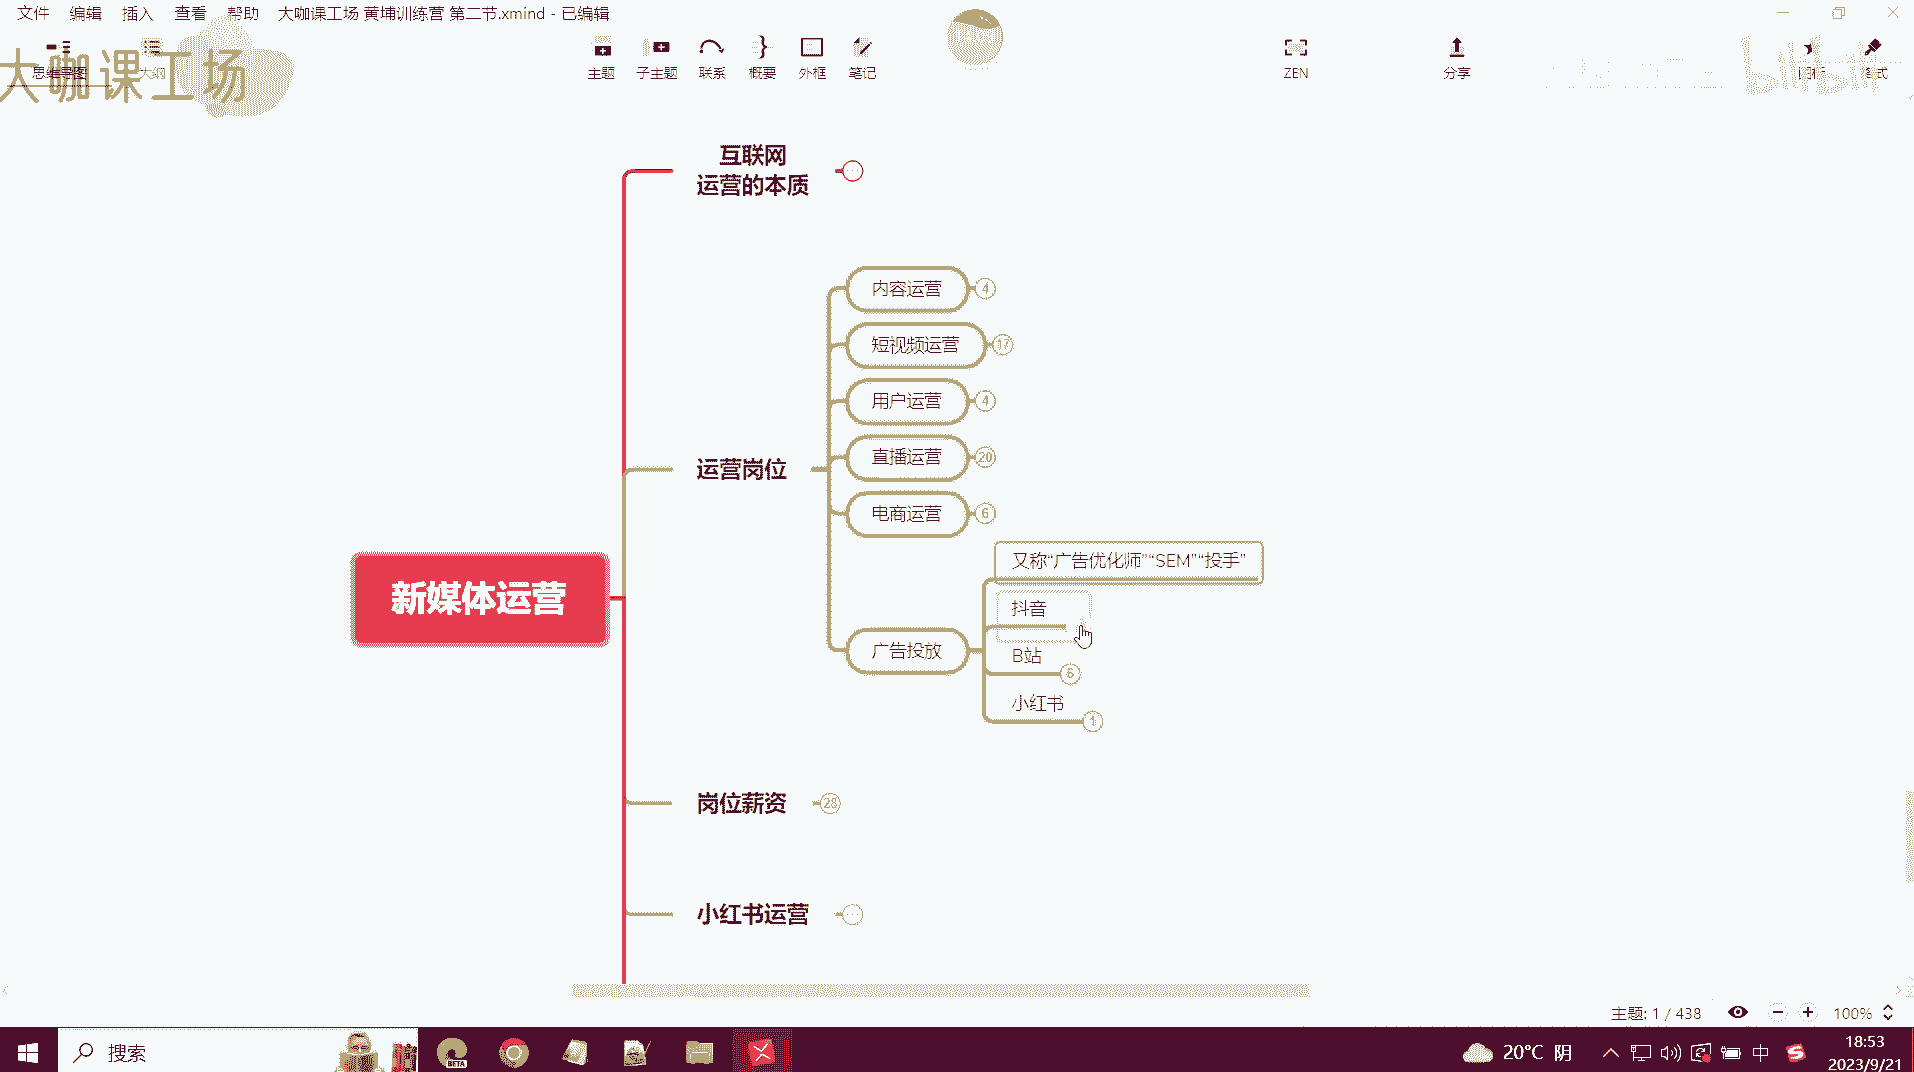 文件 编辑 插入 查看 帮助 大咖课工场 黄埔训练营 第二节.xmind - 已编辑
大咖课工场
思维导图 大纲
主题 子主题 联系 概要 外框 笔记 ZEN 分享
bilibili
互联网
运营的本质
内容运营 4
短视频运营 17
用户运营 4
运营岗位
直播运营 20
电商运营 6
又称“广告优化师”“SEM”“投手”
新媒体运营
抖音
广告投放
B站 6
小红书 1
岗位薪资 28
小红书运营
主题: 1 / 438 100%
搜索
BETA
20°C 阴
中
18:53
2023/9/21